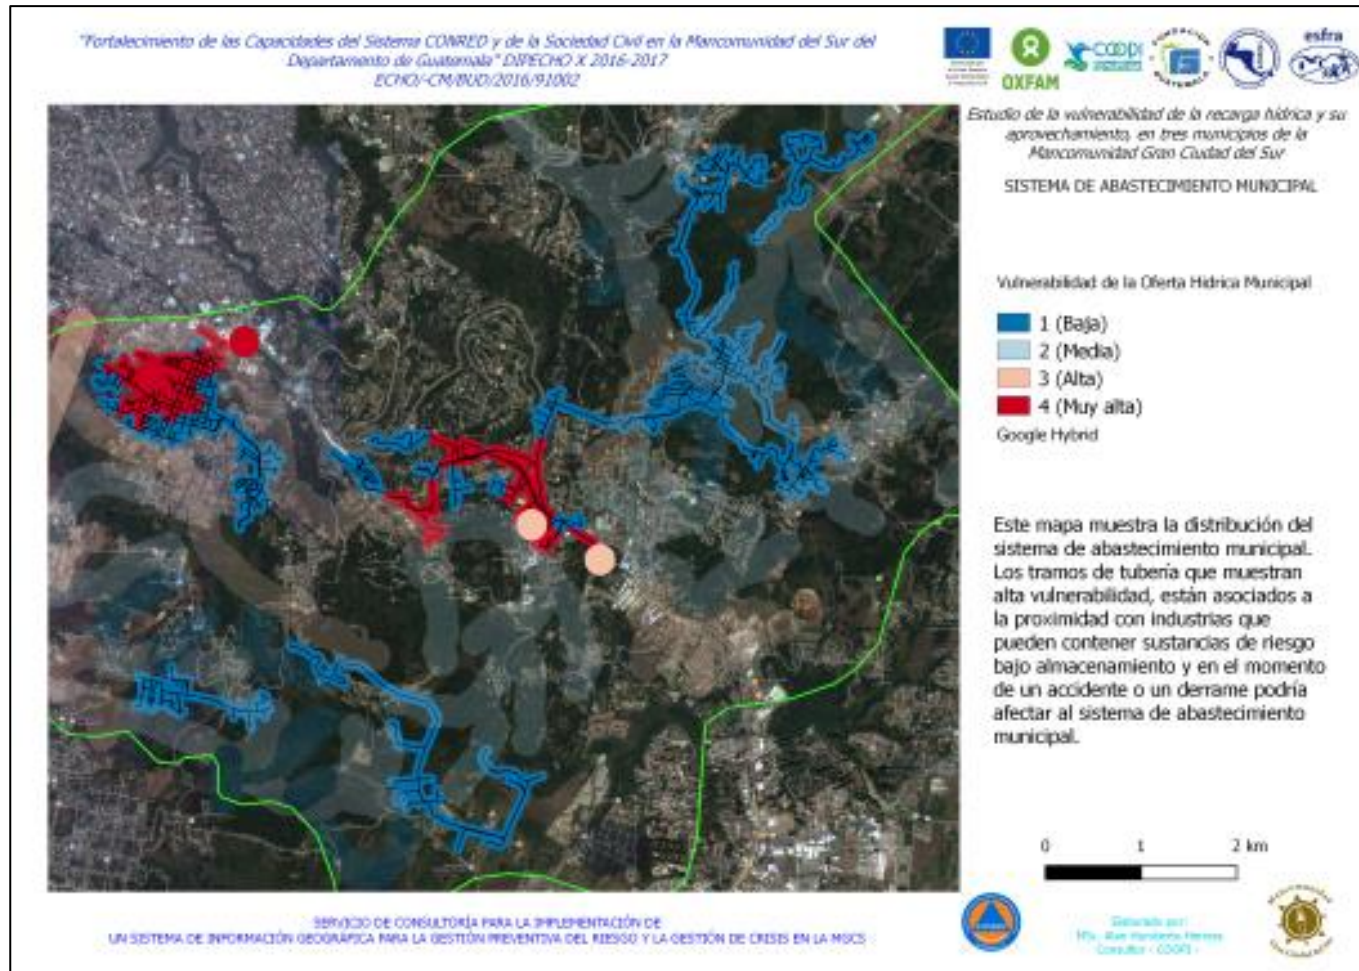 "Fortalecimiento de las Capacidades del Sistema CONRED y de la Sociedad Civil en la Mancomunidad del Sur del
Departamento de Guatemala" DIPECHO X 2016-2017
ECHO/-CM/BUD/2016/91002
OXFAM
COOPI
esfra
Estudio de la vulnerabilidad de la recarga hídrica y su
aprovechamiento, en tres municipios de la
Mancomunidad Gran Ciudad del Sur
SISTEMA DE ABASTECIMIENTO MUNICIPAL
Vulnerabilidad de la Oferta Hídrica Municipal
1 (Baja)
2 (Media)
3 (Alta)
4 (Muy alta)
Google Hybrid
Este mapa muestra la distribución del
sistema de abastecimiento municipal.
Los tramos de tubería que muestran
alta vulnerabilidad, están asociados a
la proximidad con industrias que
pueden contener sustancias de riesgo
bajo almacenamiento y en el momento
de un accidente o un derrame podría
afectar al sistema de abastecimiento
municipal.
0 1 2 km
SERVICIO DE CONSULTORÍA PARA LA IMPLEMENTACIÓN DE
UN SISTEMA DE INFORMACIÓN GEOGRÁFICA PARA LA GESTIÓN PREVENTIVA DEL RIESGO Y LA GESTIÓN DE CRISIS EN LA MGCS
Elaborado por:
Consultor - COOPI -